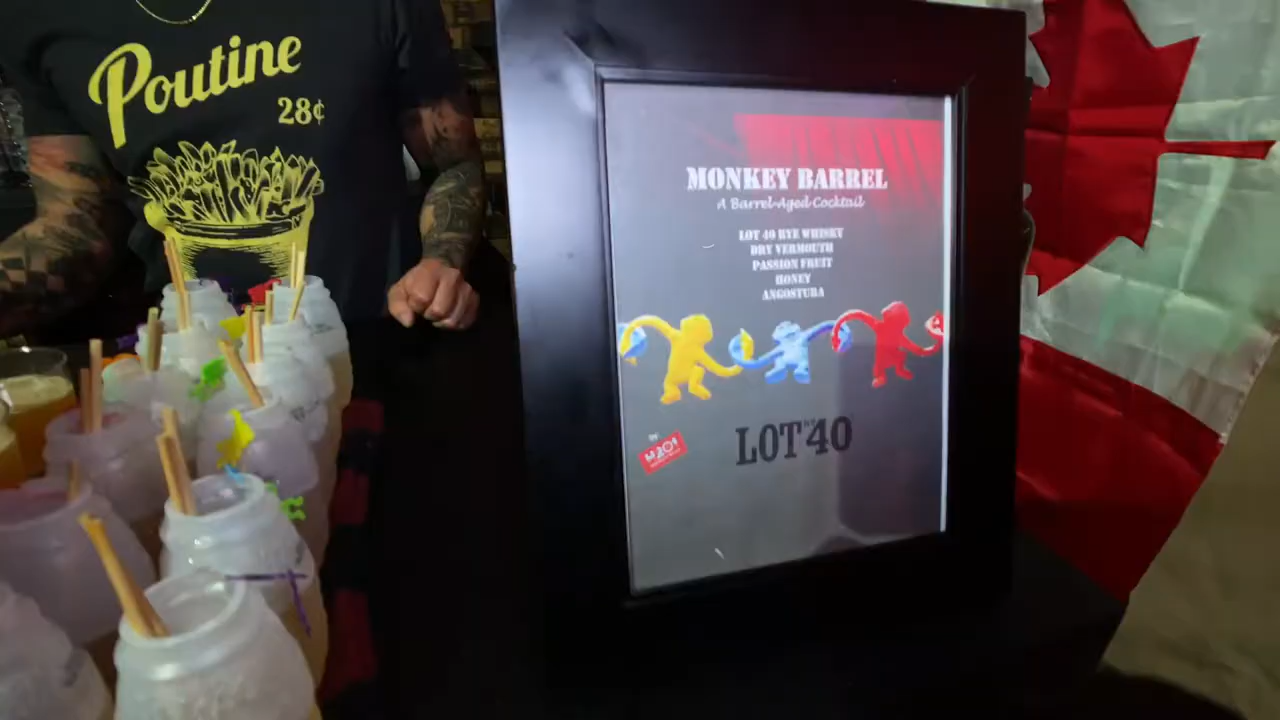 Poutine
28¢
MONKEY BARREL
A Barrel-Aged Cocktail
LOT 40 RYE WHISKY
DRY VERMOUTH
PASSION FRUIT
HONEY
ANGOSTURA
LOT 40